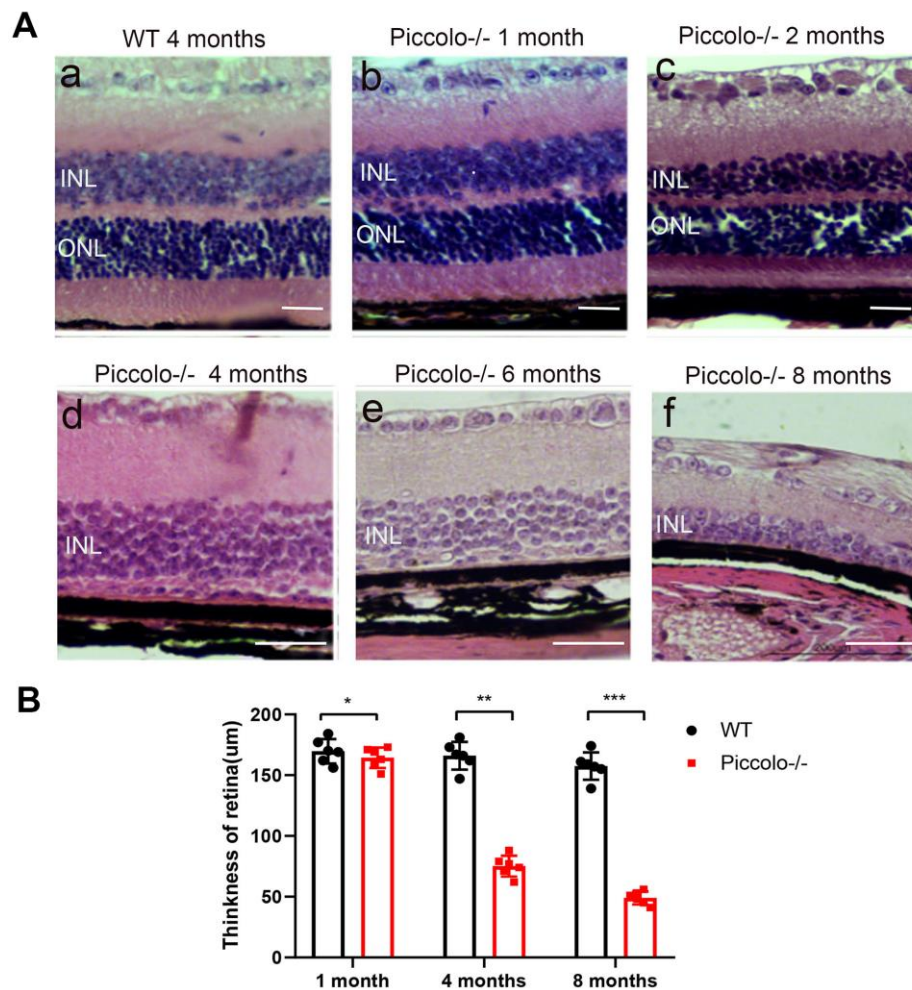 A
WT 4 months
Piccolo-/- 1 month
Piccolo-/- 2 months
a
b
c
INL
ONL
INL
ONL
INL
ONL
Piccolo-/- 4 months
Piccolo-/- 6 months
Piccolo-/- 8 months
d
e
f
INL
INL
INL
B
Thinkness of retina(um)
200
150
100
50
0
*
**
***
WT
Piccolo-/-
1 month
4 months
8 months